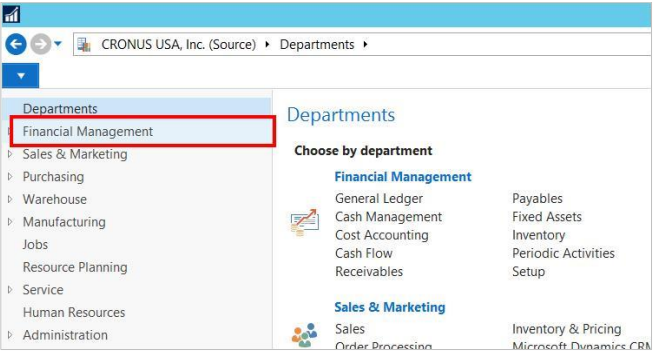 CRONUS USA, Inc. (Source) Departments
Departments
Financial Management
Sales & Marketing
Purchasing
Warehouse
Manufacturing
Jobs
Resource Planning
Service
Human Resources
Administration
Departments
Choose by department
Financial Management
General Ledger Payables
Cash Management Fixed Assets
Cost Accounting Inventory
Cash Flow Periodic Activities
Receivables Setup
Sales & Marketing
Sales Inventory & Pricing
Order Processing Microsoft Dynamics CRM